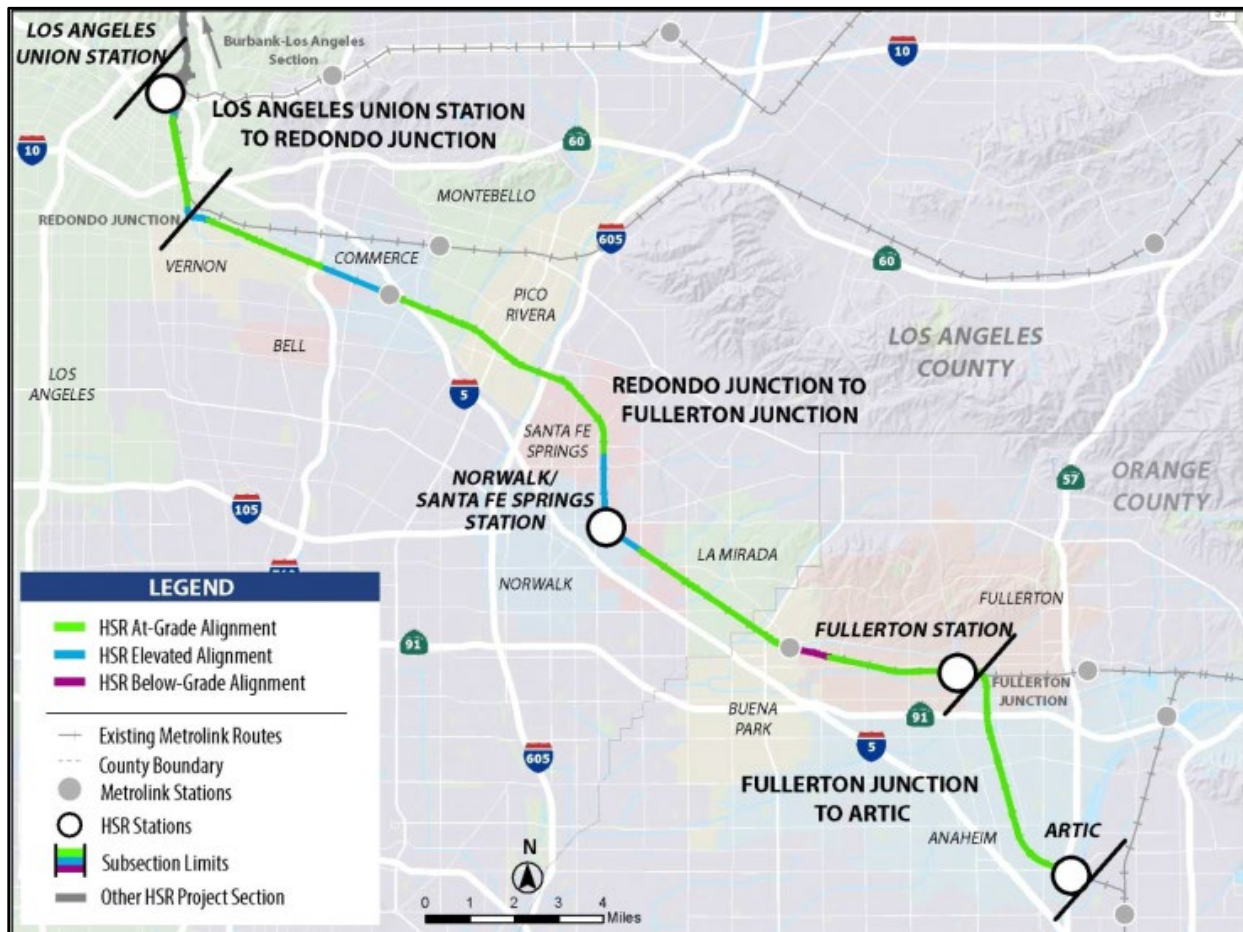 LOS ANGELES
UNION STATION
Burbank-Los Angeles
Section
57
10
LOS ANGELES UNION STATION
TO REDONDO JUNCTION
10
60
MONTEBELLO
REDONDO JUNCTION
605
VERNON
COMMERCE
60
PICO
RIVERA
LOS ANGELES
COUNTY
BELL
LOS
ANGELES
5
REDONDO JUNCTION TO
FULLERTON JUNCTION
SANTA FE
SPRINGS
57
ORANGE
COUNTY
NORWALK/
SANTA FE SPRINGS
STATION
105
LA MIRADA
NORWALK
FULLERTON
FULLERTON STATION
91
FULLERTON
JUNCTION
BUENA
PARK
91
5
605
FULLERTON JUNCTION
TO ARTIC
ANAHEIM
ARTIC
LEGEND
HSR At-Grade Alignment
HSR Elevated Alignment
HSR Below-Grade Alignment
Existing Metrolink Routes
County Boundary
Metrolink Stations
HSR Stations
Subsection Limits
Other HSR Project Section
N
0 1 2 3 4
Miles